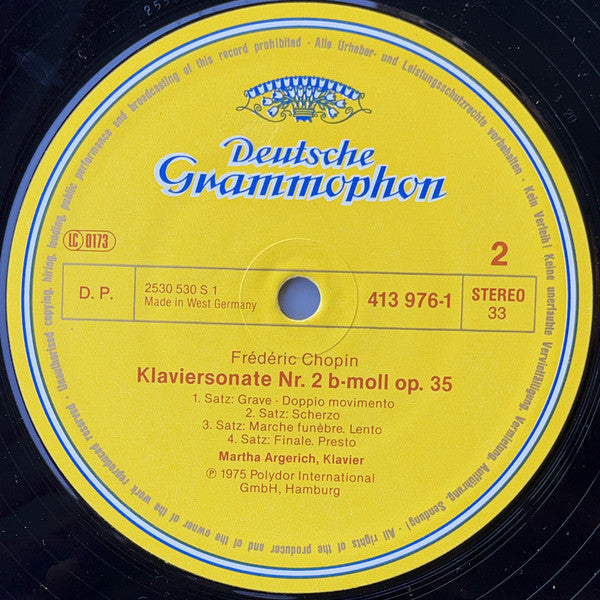 Unauthorised copying, hiring, lending, public performance and broadcasting of this record prohibited · Alle Urheber- und Leistungsschutzrechte vorbehalten · Kein Verleih! Keine unerlaubte Vervielfältigung, Vermietung, Aufführung, Sendung! · All rights of the producer and of the owner of the work reproduced reserved ·
Deutsche
Grammophon
LC 0173
2
D. P.
2530 530 S 1
Made in West Germany
413 976-1
STEREO
33
Frédéric Chopin
Klaviersonate Nr. 2 b-moll op. 35
1. Satz: Grave · Doppio movimento
2. Satz: Scherzo
3. Satz: Marche funèbre. Lento
4. Satz: Finale. Presto
Martha Argerich, Klavier
℗ 1975 Polydor International
GmbH, Hamburg